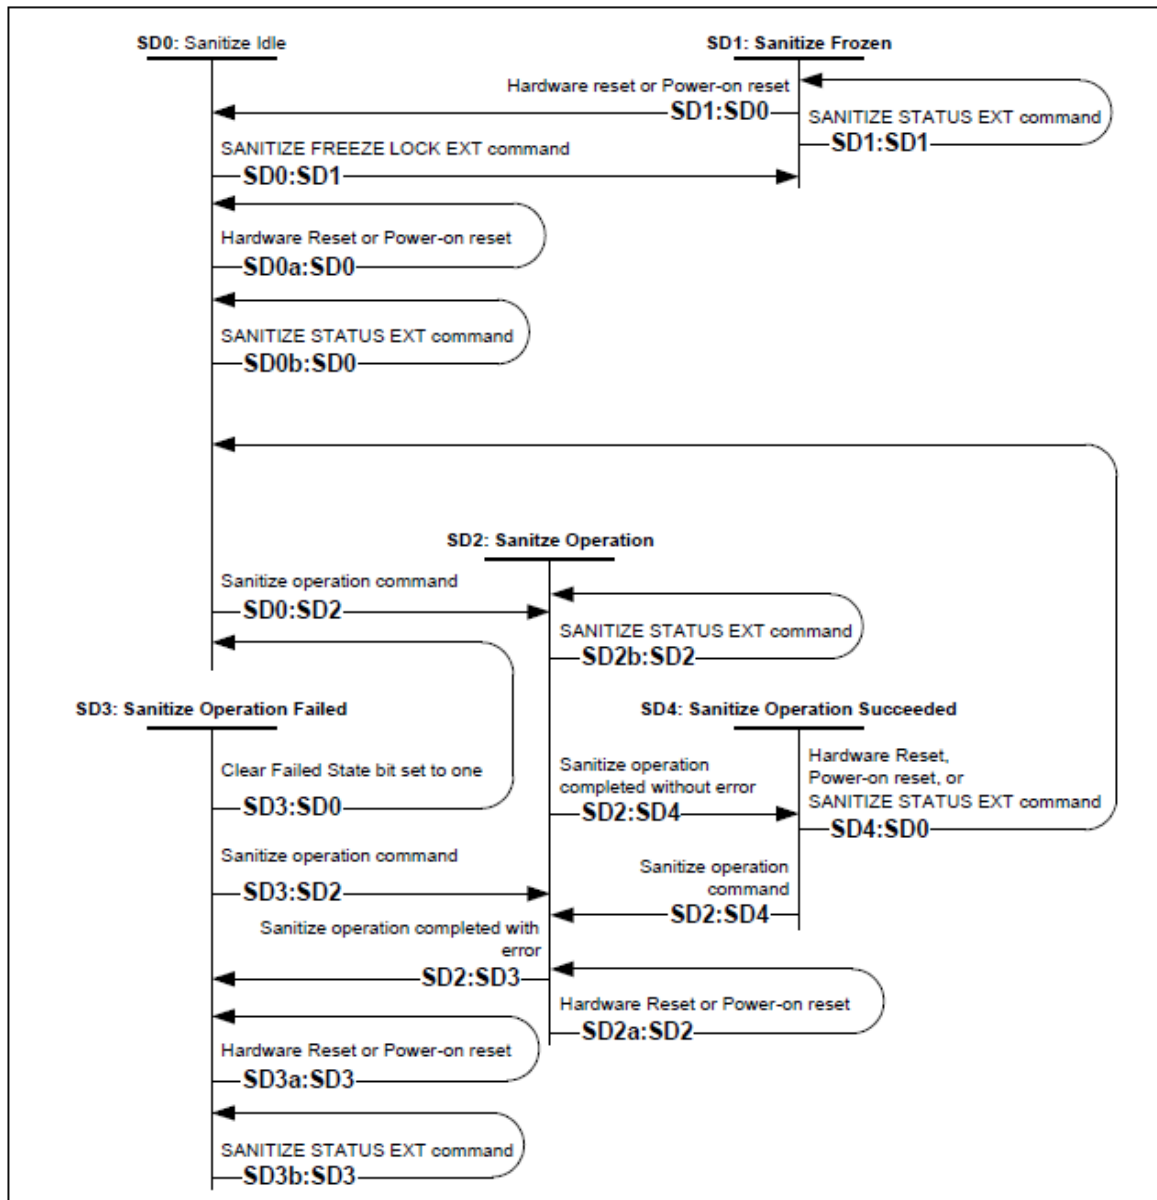 SD0: Sanitize Idle
SD1: Sanitize Frozen
Hardware reset or Power-on reset
SD1:SD0
SANITIZE STATUS EXT command
SD1:SD1
SANITIZE FREEZE LOCK EXT command
SD0:SD1
Hardware Reset or Power-on reset
SD0a:SD0
SANITIZE STATUS EXT command
SD0b:SD0
SD2: Sanitze Operation
Sanitize operation command
SD0:SD2
SANITIZE STATUS EXT command
SD2b:SD2
SD3: Sanitize Operation Failed
SD4: Sanitize Operation Succeeded
Clear Failed State bit set to one
SD3:SD0
Sanitize operation
completed without error
SD2:SD4
Hardware Reset,
Power-on reset, or
SANITIZE STATUS EXT command
SD4:SD0
Sanitize operation command
SD3:SD2
Sanitize operation
command
SD2:SD4
Sanitize operation completed with
error
SD2:SD3
Hardware Reset or Power-on reset
SD2a:SD2
Hardware Reset or Power-on reset
SD3a:SD3
SANITIZE STATUS EXT command
SD3b:SD3